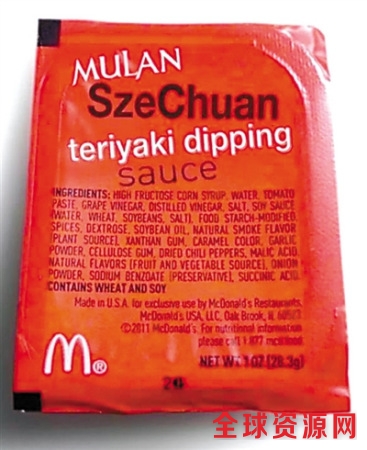 MULAN
SzeChuan
teriyaki dipping
sauce
INGREDIENTS: HIGH FRUCTOSE CORN SYRUP, WATER, TOMATO
PASTE, GRAPE VINEGAR, DISTILLED VINEGAR, SALT, SOY SAUCE
(WATER, WHEAT, SOYBEANS, SALT), FOOD STARCH-MODIFIED,
SPICES, DEXTROSE, SOYBEAN OIL, NATURAL SMOKE FLAVOR
(PLANT SOURCE), XANTHAN GUM, CARAMEL COLOR, GARLIC
POWDER, CELLULOSE GUM, DRIED CHILI PEPPERS, MALIC ACID,
NATURAL FLAVORS (FRUIT AND VEGETABLE SOURCE), ONION
POWDER, SODIUM BENZOATE (PRESERVATIVE), SUCCINIC ACID.
CONTAINS WHEAT AND SOY
Made in U.S.A. for exclusive use by McDonald's Restaurants.
McDonald's USA, LLC, Oak Brook, IL
©2011 McDonald's. For nutritional information
please call 1.877
M®
NET WT. 1 OZ (28.3g)
全球资源网